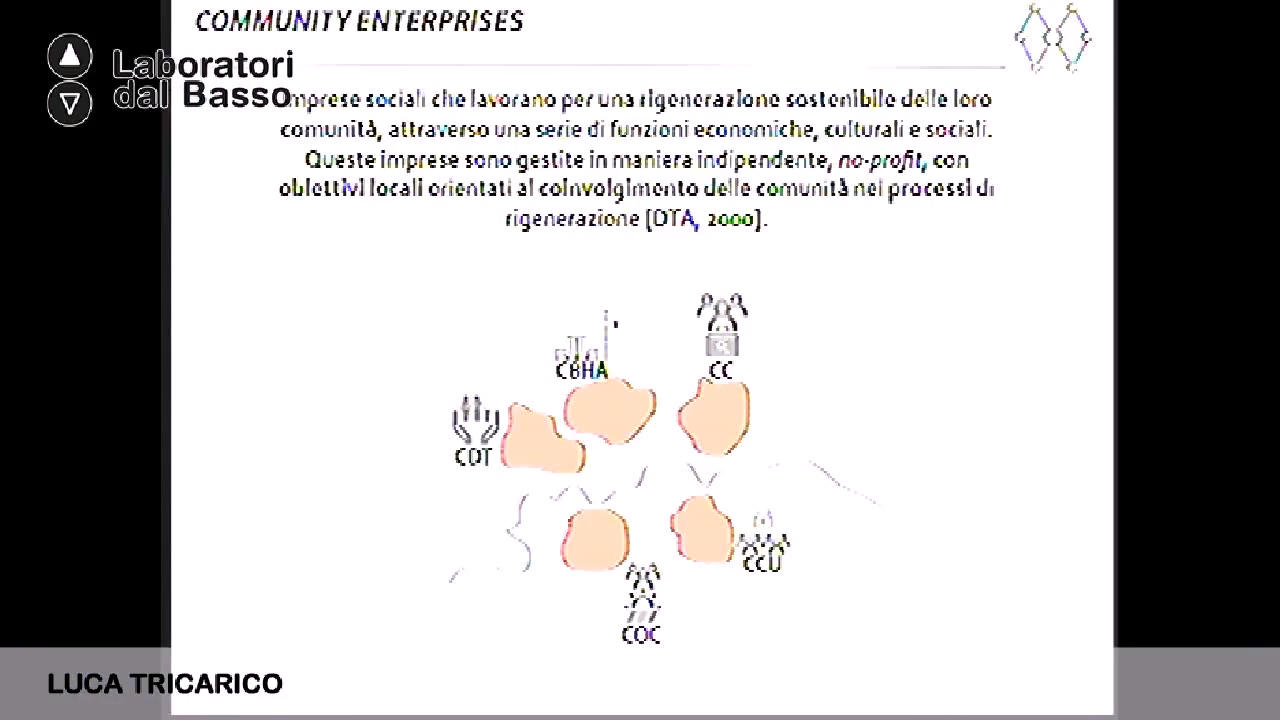 COMMUNITY ENTERPRISES
Laboratori
dal Basso
mprese sociali che lavorano per una rigenerazione sostenibile delle loro
comunità, attraverso una serie di funzioni economiche, culturali e sociali.
Queste imprese sono gestite in maniera indipendente, no-profit, con
obiettivi locali orientati al coinvolgimento delle comunità nei processi di
rigenerazione [DTA, 2000].
CBHA
CC
CDT
CCU
COC
LUCA TRICARICO